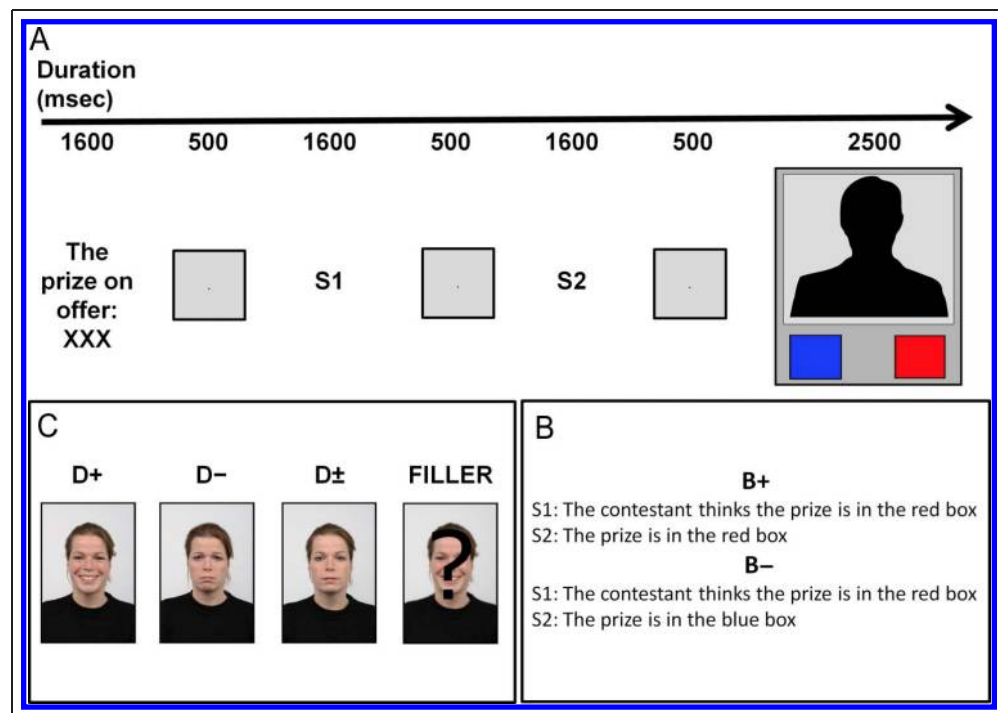 A
Duration
(msec)
1600 500 1600 500 1600 500 2500
The
prize on
offer:
XXX
S1
S2
C
D+ D− D± FILLER
?
B
B+
S1: The contestant thinks the prize is in the red box
S2: The prize is in the red box
B−
S1: The contestant thinks the prize is in the red box
S2: The prize is in the blue box